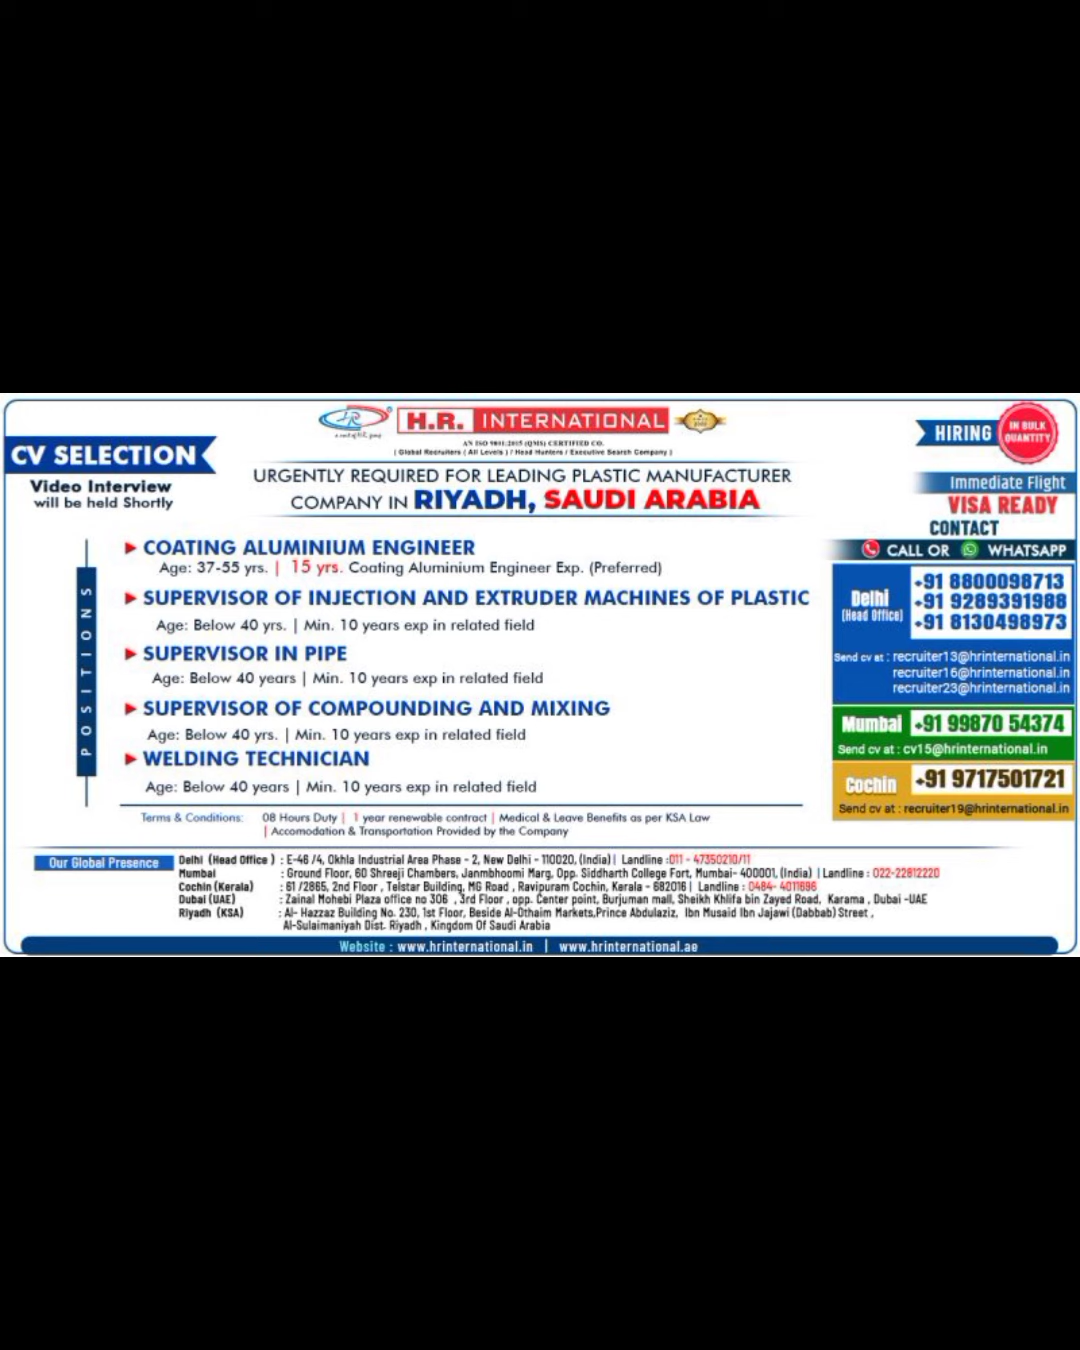 H.R. INTERNATIONAL
AN ISO 9001:2015 (QMS) CERTIFIED CO.
( Global Recruiters ( All Levels ) / Head Hunters / Executive Search Company )
CV SELECTION
Video Interview
will be held Shortly
URGENTLY REQUIRED FOR LEADING PLASTIC MANUFACTURER
COMPANY IN RIYADH, SAUDI ARABIA
HIRING
IN BULK
QUANTITY
Immediate Flight
VISA READY
CONTACT
CALL OR WHATSAPP
POSITIONS
COATING ALUMINIUM ENGINEER
Age: 37-55 yrs. | 15 yrs. Coating Aluminium Engineer Exp. (Preferred)
SUPERVISOR OF INJECTION AND EXTRUDER MACHINES OF PLASTIC
Age: Below 40 yrs. | Min. 10 years exp in related field
SUPERVISOR IN PIPE
Age: Below 40 years | Min. 10 years exp in related field
SUPERVISOR OF COMPOUNDING AND MIXING
Age: Below 40 yrs. | Min. 10 years exp in related field
WELDING TECHNICIAN
Age: Below 40 years | Min. 10 years exp in related field
Terms & Conditions: 08 Hours Duty | 1 year renewable contract | Medical & Leave Benefits as per KSA Law
| Accomodation & Transportation Provided by the Company
Delhi
(Head Office)
+91 8800098713
+91 9289391988
+91 8130498973
Send cv at : recruiter13@hrinternational.in
recruiter16@hrinternational.in
recruiter23@hrinternational.in
Mumbai +91 99870 54374
Send cv at : cv15@hrinternational.in
Cochin +91 9717501721
Send cv at : recruiter19@hrinternational.in
Our Global Presence
Delhi (Head Office ) : E-46 /4, Okhla Industrial Area Phase - 2, New Delhi - 110020, (India) | Landline :011 - 47350210/11
Mumbai : Ground Floor, 60 Shreeji Chambers, Janmbhoomi Marg, Opp. Siddharth College Fort, Mumbai- 400001, (India) | Landline : 022-22812220
Cochin (Kerala) : 61 /2865, 2nd Floor , Telstar Building, MG Road , Ravipuram Cochin, Kerala - 682016 | Landline : 0484- 4011696
Dubai (UAE) : Zainal Mohebi Plaza office no 306 , 3rd Floor , opp. Center point, Burjuman mall, Sheikh Khlifa bin Zayed Road, Karama , Dubai -UAE
Riyadh (KSA) : Al- Hazzaz Building No. 230, 1st Floor, Beside Al-Othaim Markets,Prince Abdulaziz, Ibn Musaid Ibn Jajawi (Dabbab) Street ,
Al-Sulaimaniyah Dist. Riyadh , Kingdom Of Saudi Arabia
Website : www.hrinternational.in | www.hrinternational.ae